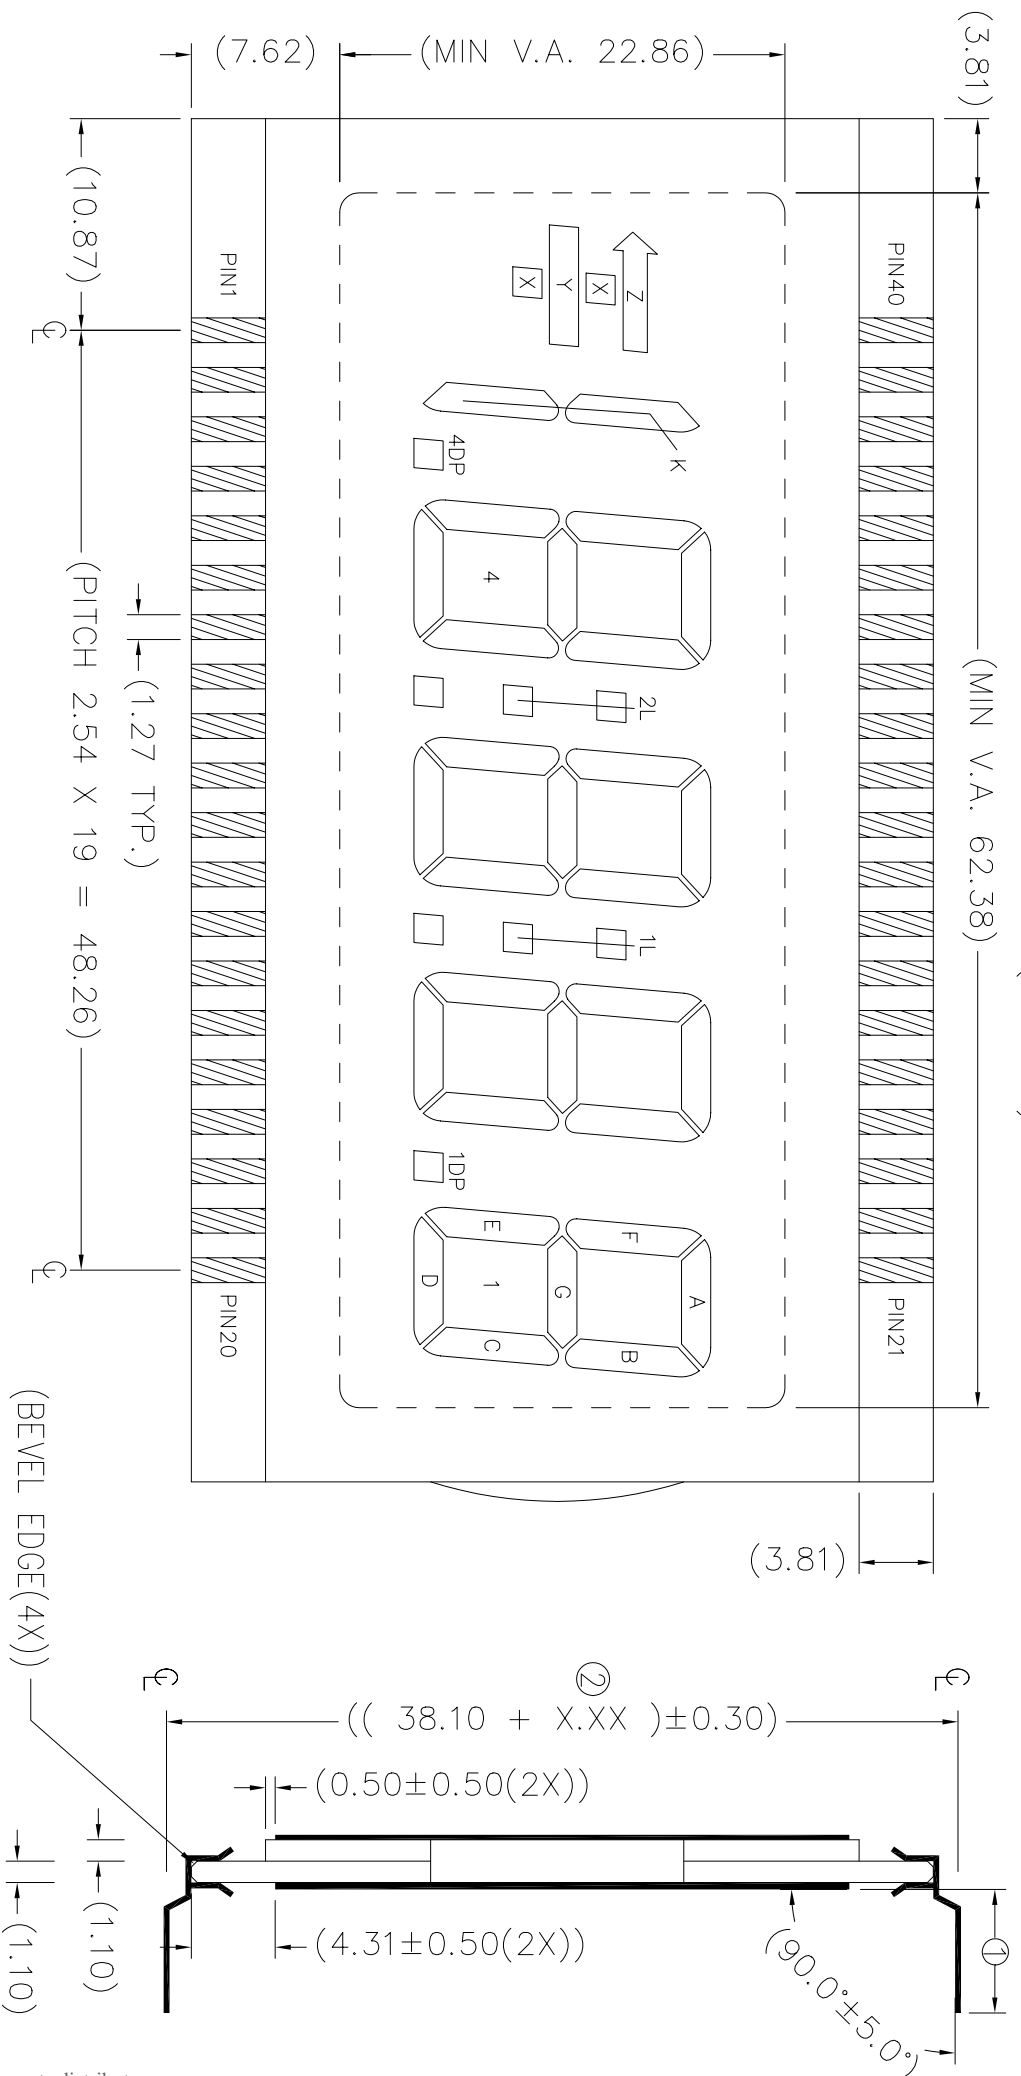 (3.81)
(MIN V.A. 62.38)
(7.62)
(MIN V.A. 22.86)
(10.87)
PIN40
PIN1
Z
X
Y
X
K
4DP
4
2L
1L
1DP
A
F
B
G
E
1
C
D
PIN21
PIN20
(1.27 TYP.)
(PITCH 2.54 X 19 = 48.26)
(3.81)
(BEVEL EDGE(4X))
2
(( 38.10 + X.XX )±0.30)
(0.50±0.50(2X))
(4.31±0.50(2X))
(90.0°±5.0°)
1
(1.10)
(1.10)